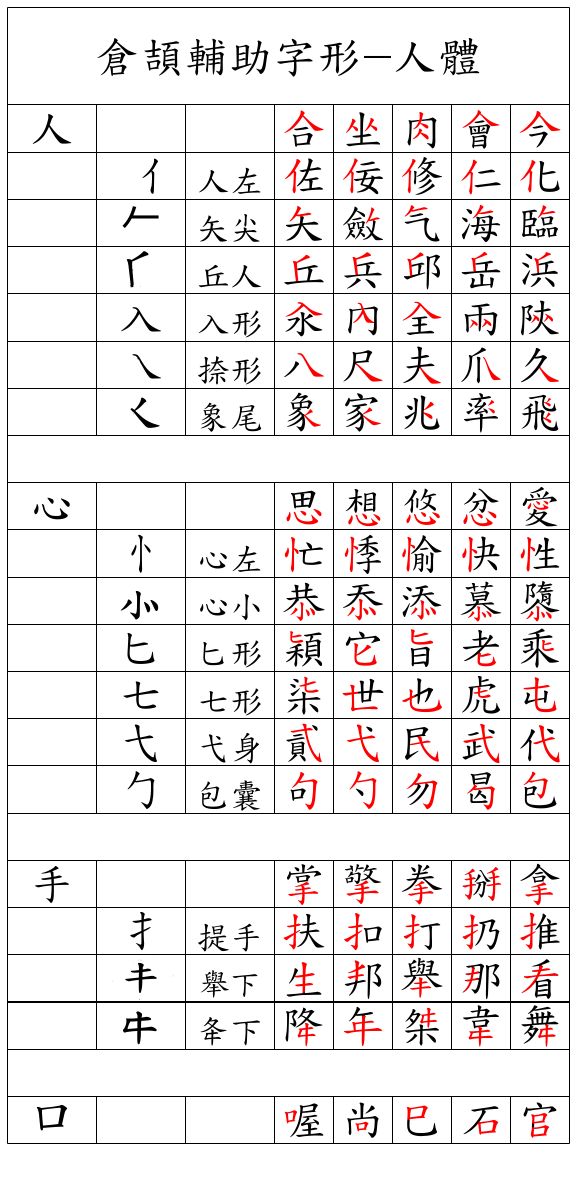 倉頡輔助字形—人體
人 合 坐 肉 會 今
亻 人左 佐 佞 修 仁 化
𠂉 矢尖 矢 斂 气 海 臨
⺁ 丘人 丘 兵 邱 岳 浜
入 入形 汆 內 全 兩 陝
㇏ 捺形 八 尺 夫 爪 久
𡿨 象尾 象 家 兆 率 飛
心 思 想 悠 忿 愛
忄 心左 忙 悸 愉 快 性
⺗ 心小 恭 忝 添 慕 隳
匕 匕形 穎 它 旨 老 乘
七 七形 柒 世 也 虎 屯
弋 弋身 貳 弋 民 武 代
勹 包囊 句 勺 勿 曷 包
手 掌 擎 拳 掰 拿
扌 提手 扶 扣 打 扔 推
龵 舉下 生 邦 舉 那 看
㐄 夆下 降 年 桀 韋 舞
口 喔 尚 巳 石 官